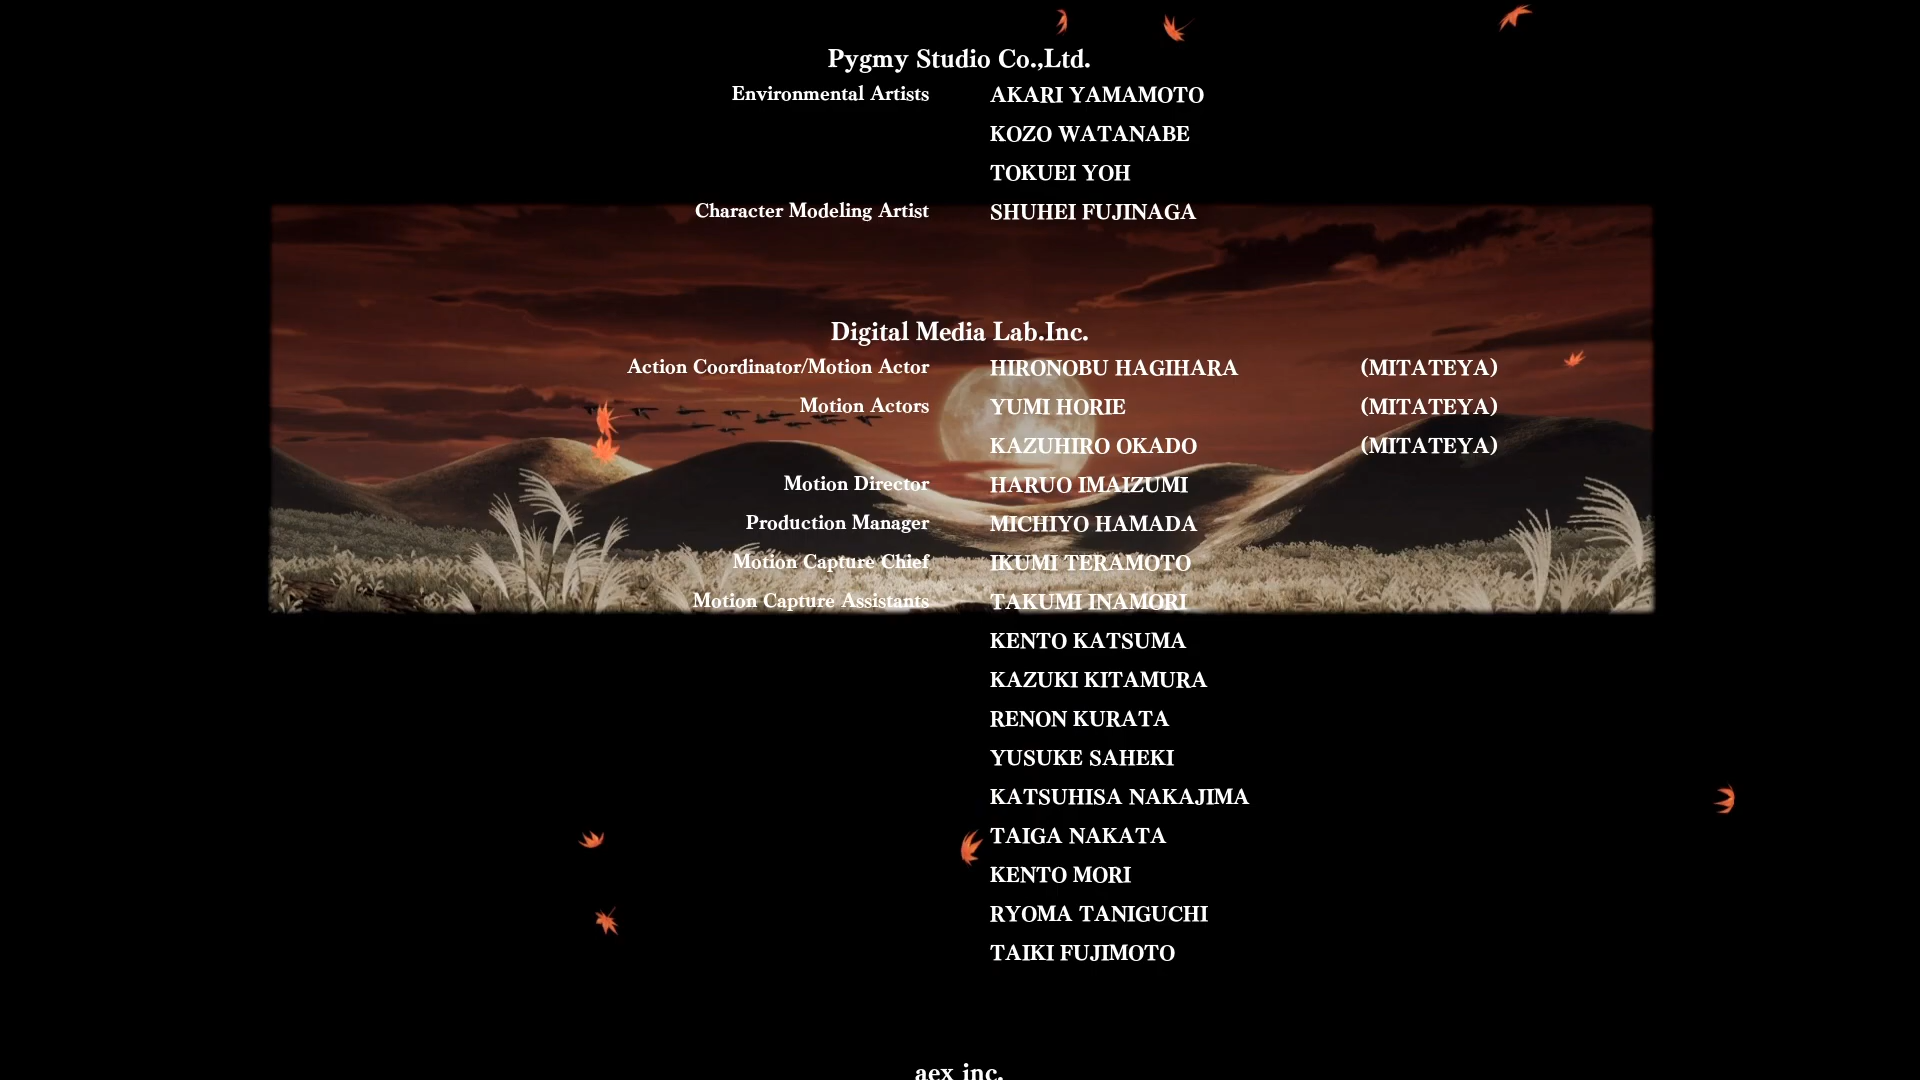 Pygmy Studio Co.,Ltd.
Environmental Artists AKARI YAMAMOTO
KOZO WATANABE
TOKUEI YOH
Character Modeling Artist SHUHEI FUJINAGA
Digital Media Lab.Inc.
Action Coordinator/Motion Actor HIRONOBU HAGIHARA (MITATEYA)
Motion Actors YUMI HORIE (MITATEYA)
KAZUHIRO OKADO (MITATEYA)
Motion Director HARUO IMAIZUMI
Production Manager MICHIYO HAMADA
Motion Capture Chief IKUMI TERAMOTO
Motion Capture Assistants TAKUMI INAMORI
KENTO KATSUMA
KAZUKI KITAMURA
RENON KURATA
YUSUKE SAHEKI
KATSUHISA NAKAJIMA
TAIGA NAKATA
KENTO MORI
RYOMA TANIGUCHI
TAIKI FUJIMOTO
aex inc.